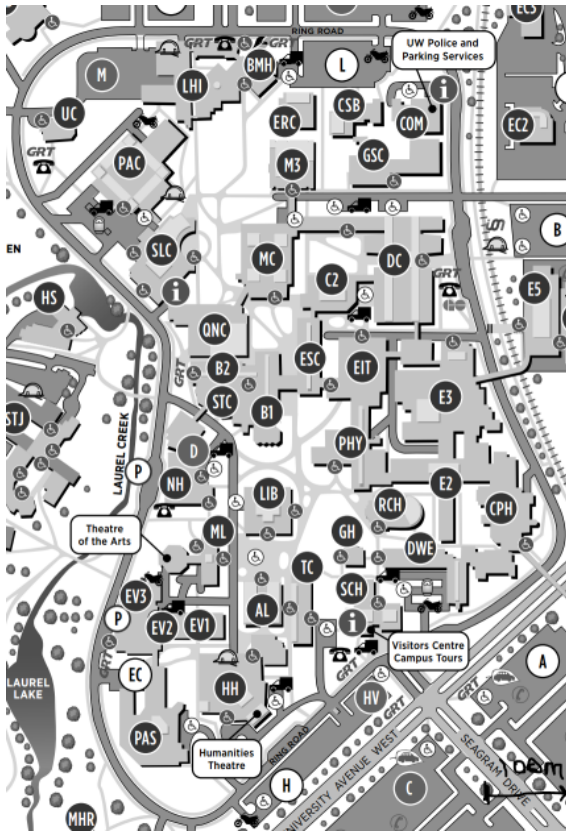 RING ROAD
EC5
GRT
GRT
M
LHI
BMH
L
UW Police and
Parking Services
i
UC
CSB
COM
ERC
EC2
GRT
PAC
M3
GSC
EN
SLC
MC
DC
B
HS
i
C2
GRT
E5
QNC
ESC
EIT
GRT
B2
E3
STC
B1
STJ
LAUREL CREEK
P
D
PHY
NH
LIB
E2
RCH
CPH
Theatre
of the Arts
ML
GH
DWE
TC
EV3
SCH
P
EV2
EV1
AL
i
Visitors Centre
Campus Tours
GRT
EC
A
LAUREL
LAKE
HH
HV
GRT
GRT
PAS
Humanities
Theatre
RING ROAD
UNIVERSITY AVENUE WEST
SEAGRAM DRIVE
H
C
MHR